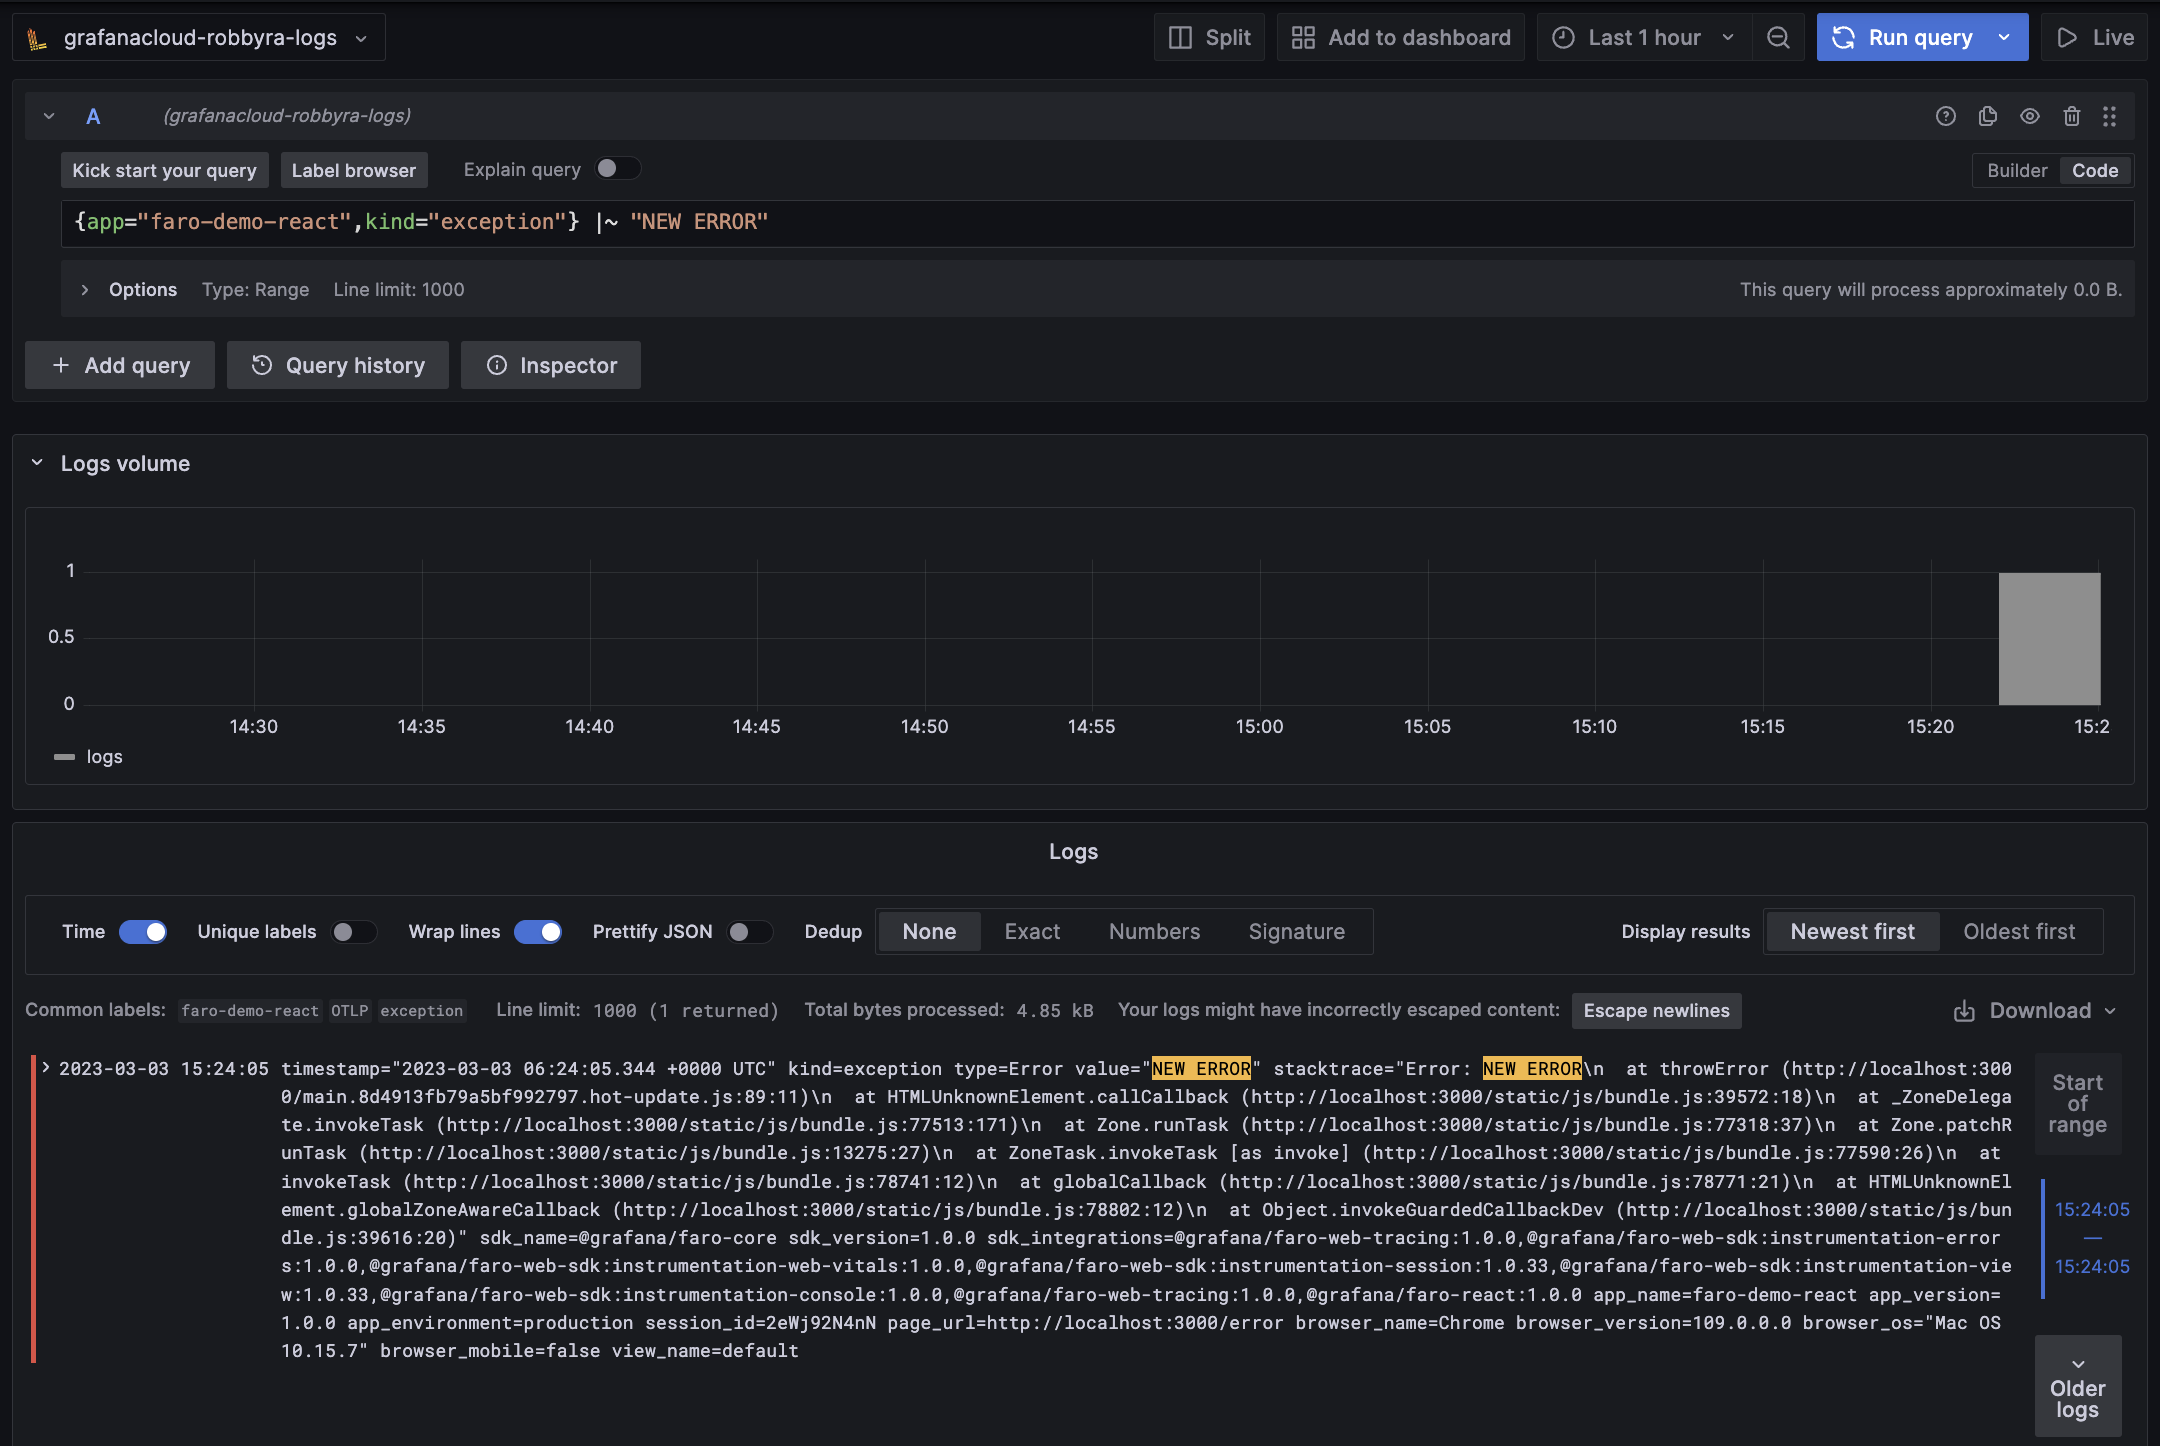 grafanacloud-robbyra-logs
Split
Add to dashboard
Last 1 hour
Run query
Live
A
(grafanacloud-robbyra-logs)
Kick start your query
Label browser
Explain query
Builder
Code
{app="faro-demo-react",kind="exception"} |~ "NEW ERROR"
Options
Type: Range
Line limit: 1000
This query will process approximately 0.0 B.
+ Add query
Query history
Inspector
Logs volume
1
0.5
0
14:30 14:35 14:40 14:45 14:50 14:55 15:00 15:05 15:10 15:15 15:20 15:2
logs
Logs
Time
Unique labels
Wrap lines
Prettify JSON
Dedup
None
Exact
Numbers
Signature
Display results
Newest first
Oldest first
Common labels: faro-demo-react OTLP exception
Line limit: 1000 (1 returned)
Total bytes processed: 4.85 kB
Your logs might have incorrectly escaped content:
Escape newlines
Download
2023-03-03 15:24:05 timestamp="2023-03-03 06:24:05.344 +0000 UTC" kind=exception type=Error value="NEW ERROR" stacktrace="Error: NEW ERROR\n  at throwError (http://localhost:300
0/main.8d4913fb79a5bf992797.hot-update.js:89:11)\n  at HTMLUnknownElement.callCallback (http://localhost:3000/static/js/bundle.js:39572:18)\n  at _ZoneDelega
te.invokeTask (http://localhost:3000/static/js/bundle.js:77513:171)\n  at Zone.runTask (http://localhost:3000/static/js/bundle.js:77318:37)\n  at Zone.patchR
unTask (http://localhost:3000/static/js/bundle.js:13275:27)\n  at ZoneTask.invokeTask [as invoke] (http://localhost:3000/static/js/bundle.js:77590:26)\n  at
invokeTask (http://localhost:3000/static/js/bundle.js:78741:12)\n  at globalCallback (http://localhost:3000/static/js/bundle.js:78771:21)\n  at HTMLUnknownEl
ement.globalZoneAwareCallback (http://localhost:3000/static/js/bundle.js:78802:12)\n  at Object.invokeGuardedCallbackDev (http://localhost:3000/static/js/bun
dle.js:39616:20)" sdk_name=@grafana/faro-core sdk_version=1.0.0 sdk_integrations=@grafana/faro-web-tracing:1.0.0,@grafana/faro-web-sdk:instrumentation-error
s:1.0.0,@grafana/faro-web-sdk:instrumentation-web-vitals:1.0.0,@grafana/faro-web-sdk:instrumentation-session:1.0.33,@grafana/faro-web-sdk:instrumentation-vie
w:1.0.33,@grafana/faro-web-sdk:instrumentation-console:1.0.0,@grafana/faro-web-tracing:1.0.0,@grafana/faro-react:1.0.0 app_name=faro-demo-react app_version=
1.0.0 app_environment=production session_id=2eWj92N4nN page_url=http://localhost:3000/error browser_name=Chrome browser_version=109.0.0.0 browser_os="Mac OS
10.15.7" browser_mobile=false view_name=default
Start
of
range
15:24:05
—
15:24:05
Older
logs